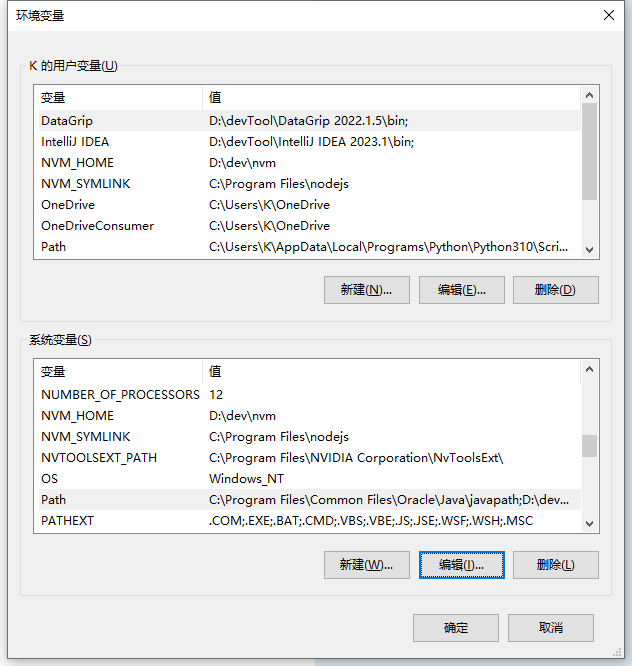 环境变量
K 的用户变量(U)
变量 值
DataGrip D:\devTool\DataGrip 2022.1.5\bin;
IntelliJ IDEA D:\devTool\IntelliJ IDEA 2023.1\bin;
NVM_HOME D:\dev\nvm
NVM_SYMLINK C:\Program Files\nodejs
OneDrive C:\Users\K\OneDrive
OneDriveConsumer C:\Users\K\OneDrive
Path C:\Users\K\AppData\Local\Programs\Python\Python310\Scri...
新建(N)... 编辑(E)... 删除(D)
系统变量(S)
变量 值
NUMBER_OF_PROCESSORS 12
NVM_HOME D:\dev\nvm
NVM_SYMLINK C:\Program Files\nodejs
NVTOOLSEXT_PATH C:\Program Files\NVIDIA Corporation\NvToolsExt\
OS Windows_NT
Path C:\Program Files\Common Files\Oracle\Java\javapath;D:\dev...
PATHEXT .COM;.EXE;.BAT;.CMD;.VBS;.VBE;.JS;.JSE;.WSF;.WSH;.MSC
新建(W)... 编辑(I)... 删除(L)
确定 取消